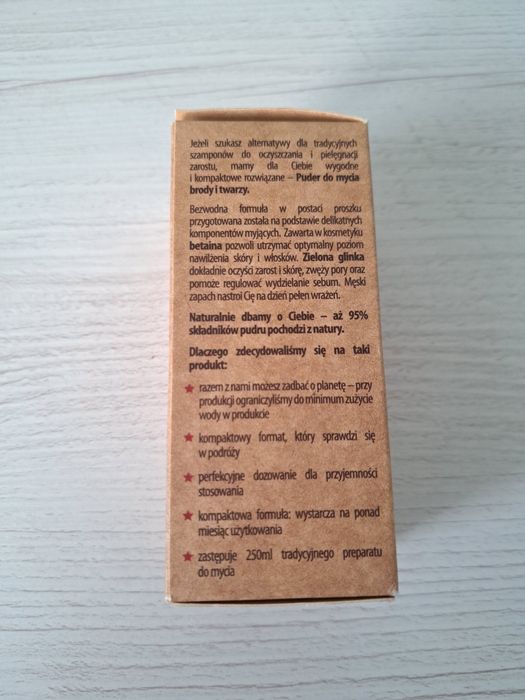 Jeżeli szukasz alternatywy dla tradycyjnych
szamponów do oczyszczania i pielęgnacji
zarostu, mamy dla Ciebie wygodne
i kompaktowe rozwiązane – Puder do mycia
brody i twarzy.
Bezwodna formuła w postaci proszku
przygotowana została na podstawie delikatnych
komponentów myjących. Zawarta w kosmetyku
betaina pozwoli utrzymać optymalny poziom
nawilżenia skóry i włosków. Zielona glinka
dokładnie oczyści zarost i skórę, zwęży pory oraz
pomoże regulować wydzielanie sebum. Męski
zapach nastroi Cię na dzień pełen wrażeń.
Naturalnie dbamy o Ciebie – aż 95%
składników pudru pochodzi z natury.
Dlaczego zdecydowaliśmy się na taki
produkt:
★ razem z nami możesz zadbać o planetę – przy
produkcji ograniczyliśmy do minimum zużycie
wody w produkcie
★ kompaktowy format, który sprawdzi się
w podróży
★ perfekcyjne dozowanie dla przyjemności
stosowania
★ kompaktowa formuła: wystarcza na ponad
miesiąc użytkowania
★ zastępuje 250ml tradycyjnego preparatu
do mycia